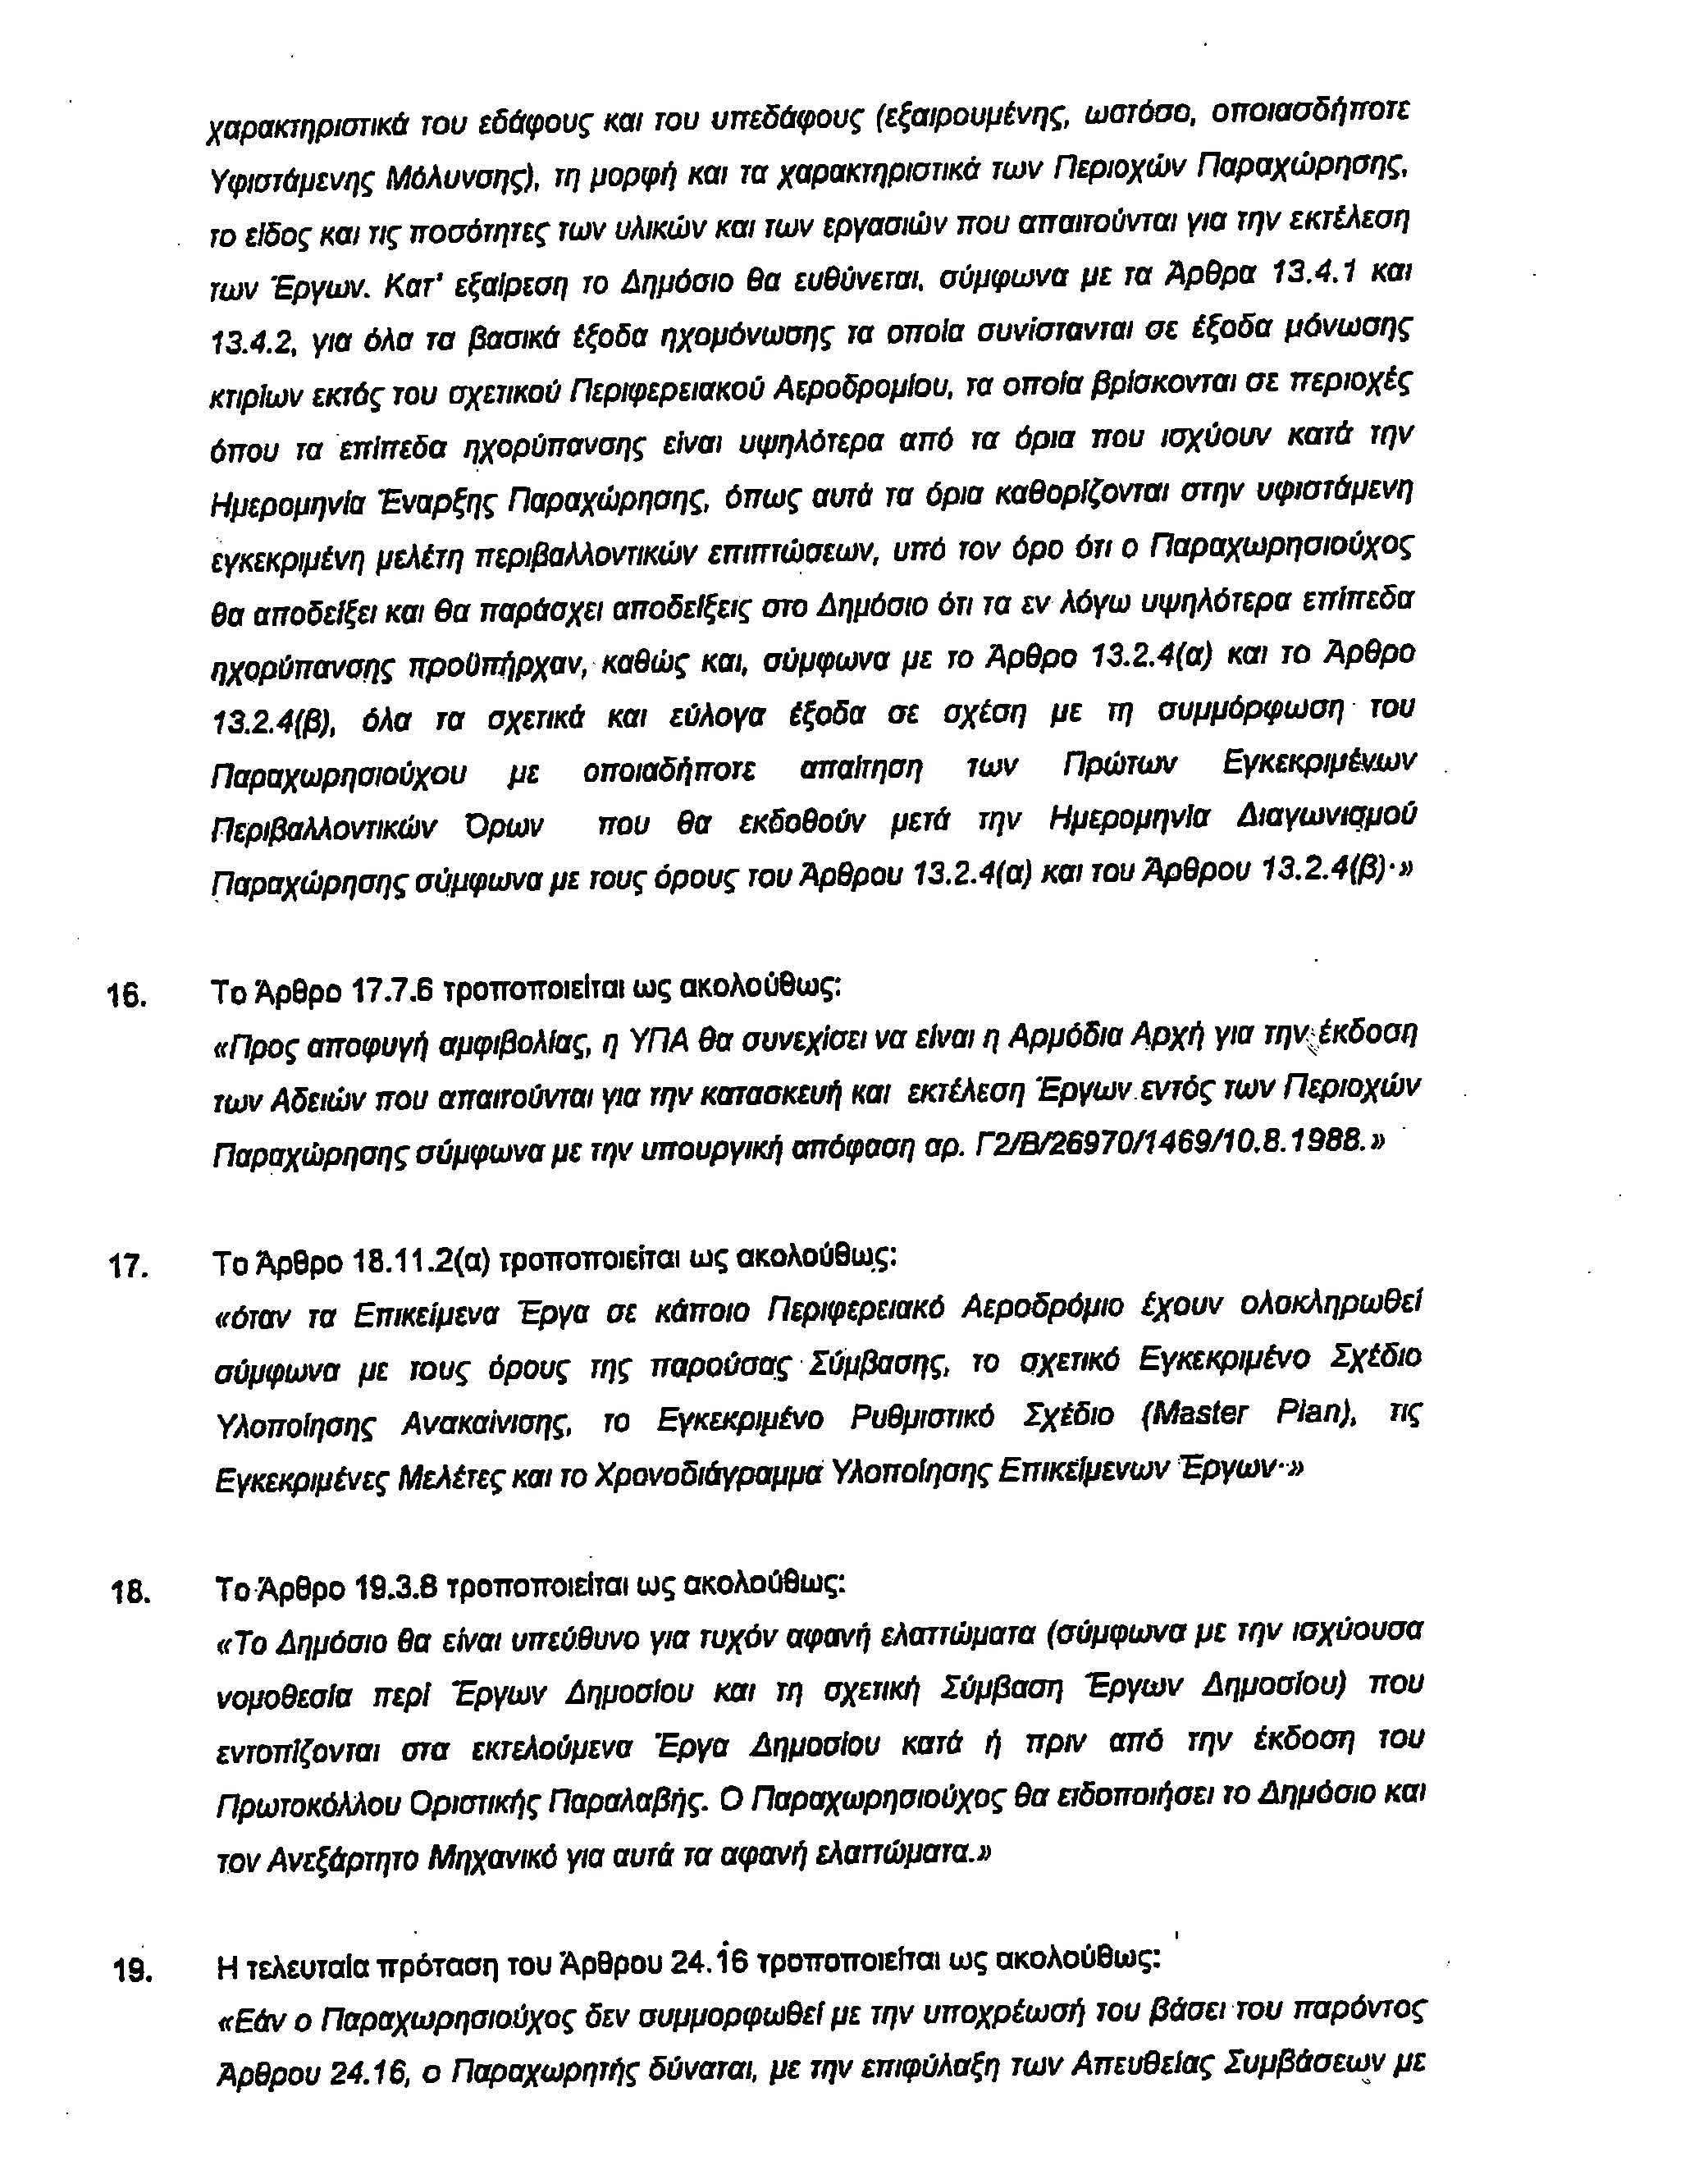 χαρακτηριστικά του εδάφους και του υπεδάφους (εξαιρουμένης, ωστόσο, οποιασδήποτε
Υφιστάμενης Μόλυνσης), τη μορφή και τα χαρακτηριστικά των Περιοχών Παραχώρησης,
το είδος και τις ποσότητες των υλικών και των εργασιών που απαιτούνται για την εκτέλεση
των Έργων. Κατ' εξαίρεση το Δημόσιο θα ευθύνεται, σύμφωνα με τα Άρθρα 13.4.1 και
13.4.2, για όλα τα βασικά έξοδα ηχομόνωσης τα οποία συνίστανται σε έξοδα μόνωσης
κτιρίων εκτός του σχετικού Περιφερειακού Αεροδρομίου, τα οποία βρίσκονται σε περιοχές
όπου τα επίπεδα ηχορύπανσης είναι υψηλότερα από τα όρια που ισχύουν κατά την
Ημερομηνία Έναρξης Παραχώρησης, όπως αυτά τα όρια καθορίζονται στην υφιστάμενη
εγκεκριμένη μελέτη περιβαλλοντικών επιπτώσεων, υπό τον όρο ότι ο Παραχωρησιούχος
θα αποδείξει και θα παράσχει αποδείξεις στο Δημόσιο ότι τα εν λόγω υψηλότερα επίπεδα
ηχορύπανσης προϋπήρχαν, καθώς και, σύμφωνα με το Άρθρο 13.2.4(α) και το Άρθρο
13.2.4(β), όλα τα σχετικά και εύλογα έξοδα σε σχέση με τη συμμόρφωση του
Παραχωρησιούχου με οποιαδήποτε απαίτηση των Πρώτων Εγκεκριμένων
Περιβαλλοντικών Όρων που θα εκδοθούν μετά την Ημερομηνία Διαγωνισμού
Παραχώρησης σύμφωνα με τους όρους του Άρθρου 13.2.4(α) και του Άρθρου 13.2.4(β)·»
16. Το Άρθρο 17.7.6 τροποποιείται ως ακολούθως:
«Προς αποφυγή αμφιβολίας, η ΥΠΑ θα συνεχίσει να είναι η Αρμόδια Αρχή για την έκδοση
των Αδειών που απαιτούνται για την κατασκευή και εκτέλεση Έργων εντός των Περιοχών
Παραχώρησης σύμφωνα με την υπουργική απόφαση αρ. Γ2/Β/26970/1469/10.8.1988.»
17. Το Άρθρο 18.11.2(α) τροποποιείται ως ακολούθως:
«όταν τα Επικείμενα Έργα σε κάποιο Περιφερειακό Αεροδρόμιο έχουν ολοκληρωθεί
σύμφωνα με τους όρους της παρούσας Σύμβασης, το σχετικό Εγκεκριμένο Σχέδιο
Υλοποίησης Ανακαίνισης, το Εγκεκριμένο Ρυθμιστικό Σχέδιο (Master Plan), τις
Εγκεκριμένες Μελέτες και το Χρονοδιάγραμμα Υλοποίησης Επικείμενων Έργων·»
18. Το Άρθρο 19.3.8 τροποποιείται ως ακολούθως:
«Το Δημόσιο θα είναι υπεύθυνο για τυχόν αφανή ελαττώματα (σύμφωνα με την ισχύουσα
νομοθεσία περί Έργων Δημοσίου και τη σχετική Σύμβαση Έργων Δημοσίου) που
εντοπίζονται στα εκτελούμενα Έργα Δημοσίου κατά ή πριν από την έκδοση του
Πρωτοκόλλου Οριστικής Παραλαβής. Ο Παραχωρησιούχος θα ειδοποιήσει το Δημόσιο και
τον Ανεξάρτητο Μηχανικό για αυτά τα αφανή ελαττώματα.»
19. Η τελευταία πρόταση του Άρθρου 24.16 τροποποιείται ως ακολούθως:
«Εάν ο Παραχωρησιούχος δεν συμμορφωθεί με την υποχρέωσή του βάσει του παρόντος
Άρθρου 24.16, ο Παραχωρητής δύναται, με την επιφύλαξη των Απευθείας Συμβάσεων με